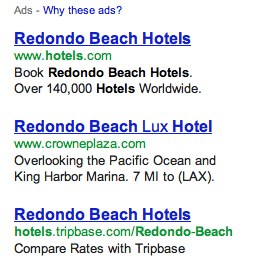 Ads - Why these ads?
Redondo Beach Hotels
www.hotels.com
Book Redondo Beach Hotels.
Over 140,000 Hotels Worldwide.
Redondo Beach Lux Hotel
www.crowneplaza.com
Overlooking the Pacific Ocean and
King Harbor Marina. 7 MI to (LAX).
Redondo Beach Hotels
hotels.tripbase.com/Redondo-Beach
Compare Rates with Tripbase